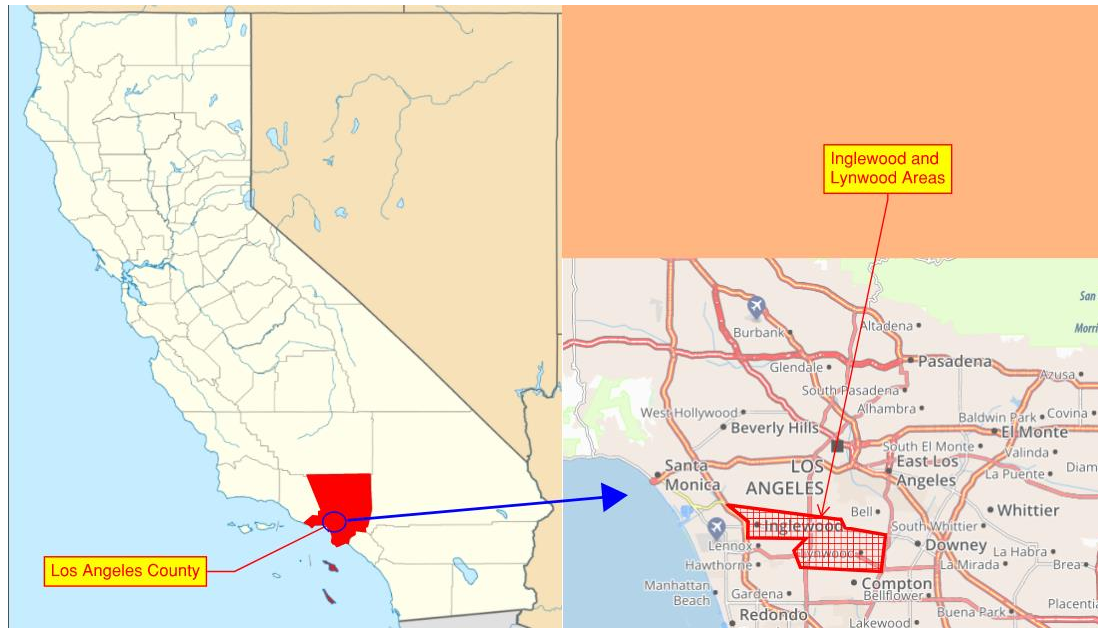 Los Angeles County
Inglewood and
Lynwood Areas
San
Morri
Burbank
Altadena
Glendale
Pasadena
Azusa
South Pasadena
Alhambra
West Hollywood
Baldwin Park
Covina
Beverly Hills
El Monte
South El Monte
Valinda
Santa
Monica
LOS
ANGELES
East Los
Angeles
La Puente
Diam
Bell
Whittier
Inglewood
South Whittier
Lennox
Lynwood
Downey
La Habra
Hawthorne
La Mirada
Brea
Manhattan
Beach
Compton
Gardena
Bellflower
Placentia
Buena Park
Redondo
Lakewood